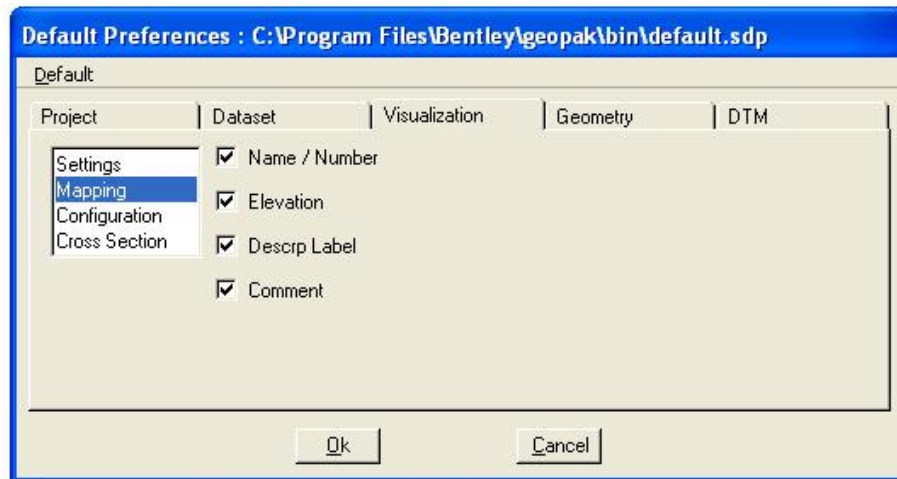 Default Preferences : C:\Program Files\Bentley\geopak\bin\default.sdp
Default
Project Dataset Visualization Geometry DTM
Settings
Mapping
Configuration
Cross Section
Name / Number
Elevation
Descrp Label
Comment
Ok Cancel